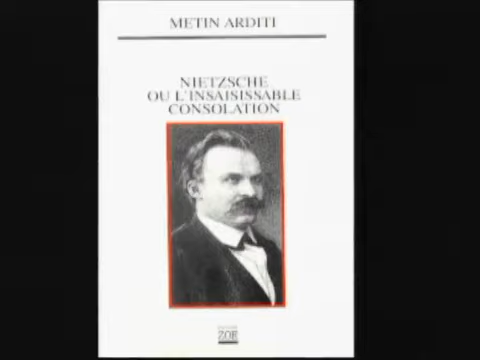 METIN ARDITI
NIETZSCHE
OU L'INSAISISSABLE
CONSOLATION
ZOE